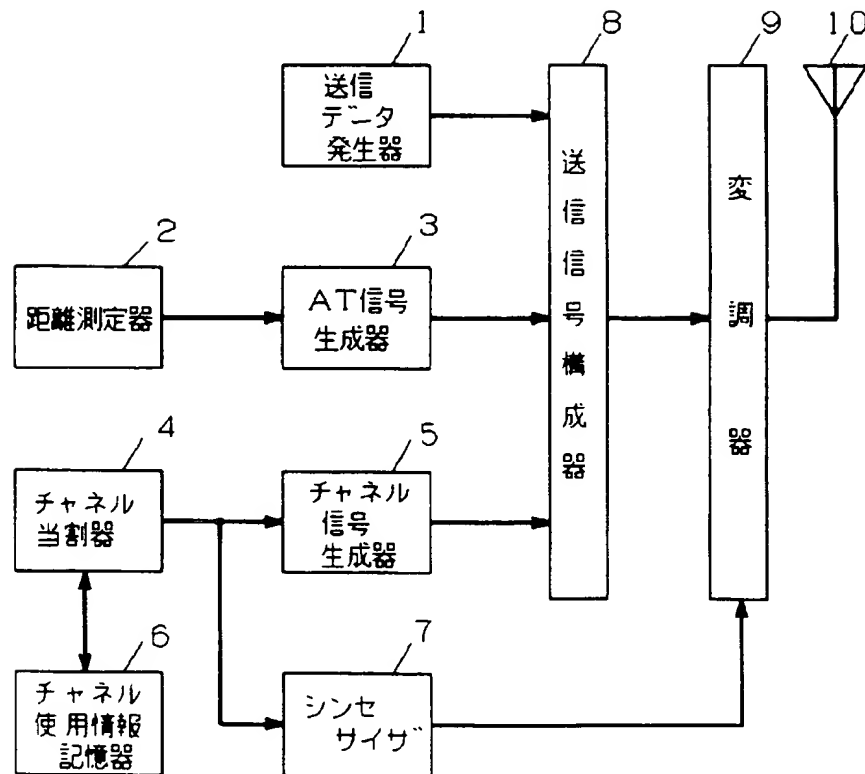 1
8
9
10
送信
データ
発生器
送信信号構成器
変調器
2
3
距離測定器
AT信号
生成器
4
5
チャネル
当割器
チャネル
信号
生成器
6
7
チャネル
使用情報
記憶器
シンセ
サイザ